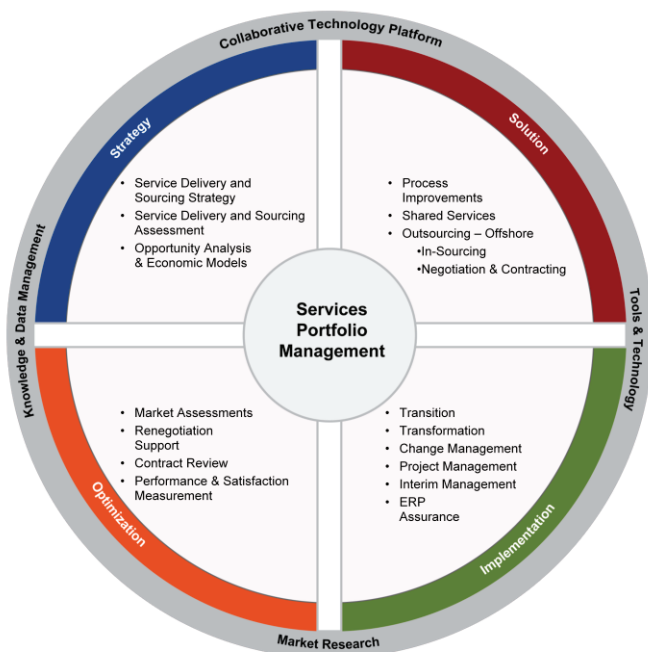 Collaborative Technology Platform
Strategy
• Service Delivery and
Sourcing Strategy
• Service Delivery and Sourcing
Assessment
• Opportunity Analysis
& Economic Models
Solution
• Process
Improvements
• Shared Services
• Outsourcing – Offshore
•In-Sourcing
•Negotiation & Contracting
Knowledge & Data Management
Services
Portfolio
Management
Tools & Technology
• Market Assessments
• Renegotiation
Support
• Contract Review
• Performance & Satisfaction
Measurement
Optimization
• Transition
• Transformation
• Change Management
• Project Management
• Interim Management
• ERP
Assurance
Implementation
Market Research